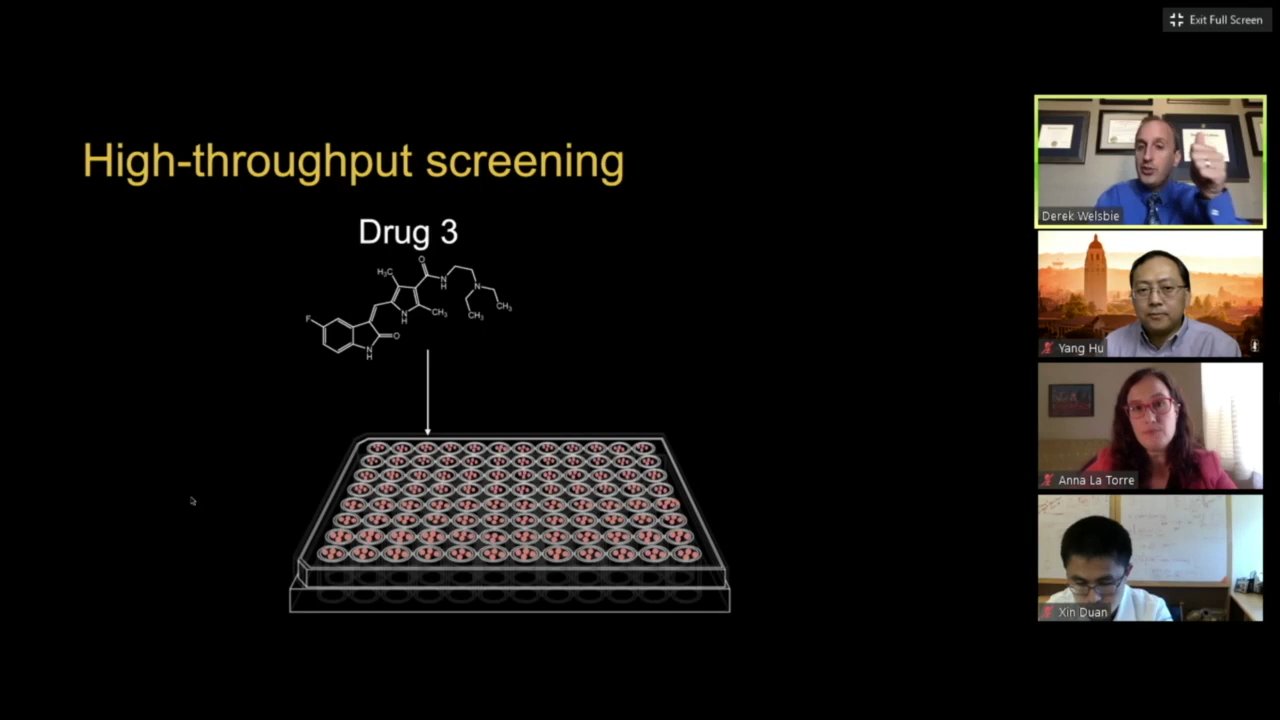 Exit Full Screen
High-throughput screening
Drug 3
O
H₃C
N
H
N
CH₃
CH₃
CH₃
N
H
F
O
N
H
Derek Welsbie
Yang Hu
Anna La Torre
Xin Duan